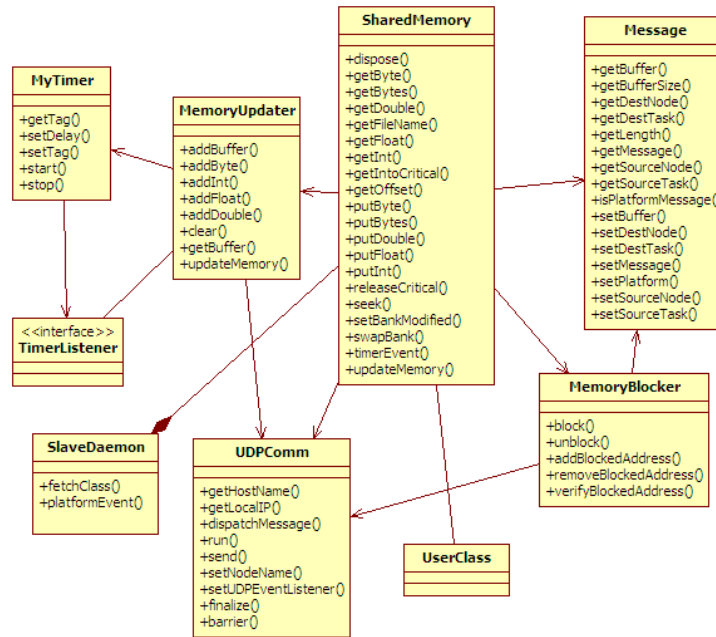 SharedMemory
+dispose()
+getByte()
+getBytes()
+getDouble()
+getFileName()
+getFloat()
+getInt()
+getIntoCritical()
+getOffset()
+putByte()
+putBytes()
+putDouble()
+putFloat()
+putInt()
+releaseCritical()
+seek()
+setBankModified()
+swapBank()
+timerEvent()
+updateMemory()
Message
+getBuffer()
+getBufferSize()
+getDestNode()
+getDestTask()
+getLength()
+getMessage()
+getSourceNode()
+getSourceTask()
+isPlatformMessage()
+setBuffer()
+setDestNode()
+setDestTask()
+setMessage()
+setPlatform()
+setSourceNode()
+setSourceTask()
MyTimer
+getTag()
+setDelay()
+setTag()
+start()
+stop()
MemoryUpdater
+addBuffer()
+addByte()
+addInt()
+addFloat()
+addDouble()
+clear()
+getBuffer()
+updateMemory()
<<interface>>
TimerListener
MemoryBlocker
+block()
+unblock()
+addBlockedAddress()
+removeBlockedAddress()
+verifyBlockedAddress()
SlaveDaemon
+fetchClass()
+platformEvent()
UDPComm
+getHostName()
+getLocalIP()
+dispatchMessage()
+run()
+send()
+setNodeName()
+setUDPEventListener()
+finalize()
+barrier()
UserClass